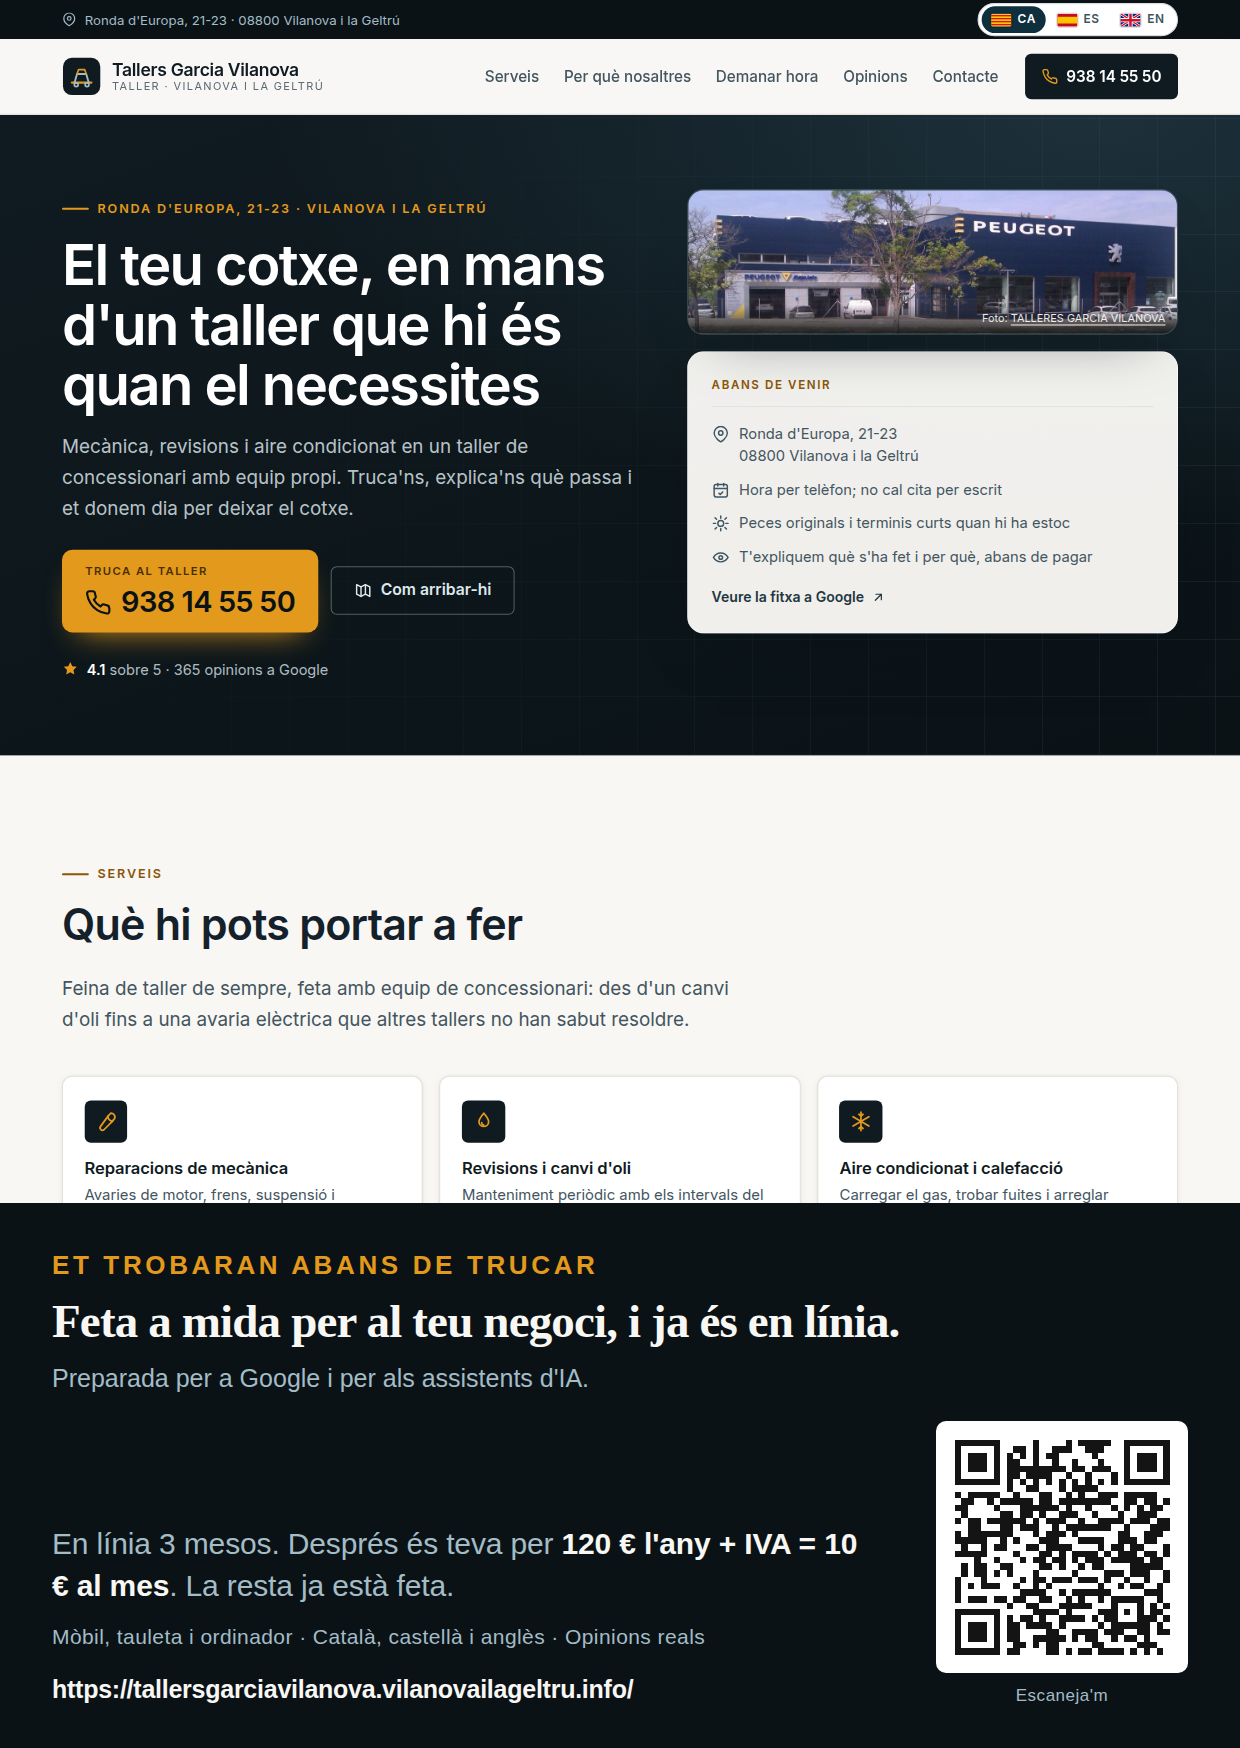 Ronda d'Europa, 21-23 · 08800 Vilanova i la Geltrú
CA ES EN
Tallers Garcia Vilanova
TALLER · VILANOVA I LA GELTRÚ
Serveis Per què nosaltres Demanar hora Opinions Contacte 938 14 55 50
RONDA D'EUROPA, 21-23 · VILANOVA I LA GELTRÚ
El teu cotxe, en mans
d'un taller que hi és
quan el necessites
Mecànica, revisions i aire condicionat en un taller de
concessionari amb equip propi. Truca'ns, explica'ns què passa i
et donem dia per deixar el cotxe.
TRUCA AL TALLER
938 14 55 50
Com arribar-hi
4.1 sobre 5 · 365 opinions a Google
PEUGEOT
PEUGEOT
Foto: TALLERES GARCIA VILANOVA
ABANS DE VENIR
Ronda d'Europa, 21-23
08800 Vilanova i la Geltrú
Hora per telèfon; no cal cita per escrit
Peces originals i terminis curts quan hi ha estoc
T'expliquem què s'ha fet i per què, abans de pagar
Veure la fitxa a Google
SERVEIS
Què hi pots portar a fer
Feina de taller de sempre, feta amb equip de concessionari: des d'un canvi
d'oli fins a una avaria elèctrica que altres tallers no han sabut resoldre.
Reparacions de mecànica
Avaries de motor, frens, suspensió i
Revisions i canvi d'oli
Manteniment periòdic amb els intervals del
Aire condicionat i calefacció
Carregar el gas, trobar fuites i arreglar
ET TROBARAN ABANS DE TRUCAR
Feta a mida per al teu negoci, i ja és en línia.
Preparada per a Google i per als assistents d'IA.
En línia 3 mesos. Després és teva per 120 € l'any + IVA = 10
€ al mes. La resta ja està feta.
Mòbil, tauleta i ordinador · Català, castellà i anglès · Opinions reals
https://tallersgarciavilanova.vilanovailageltru.info/
Escaneja'm